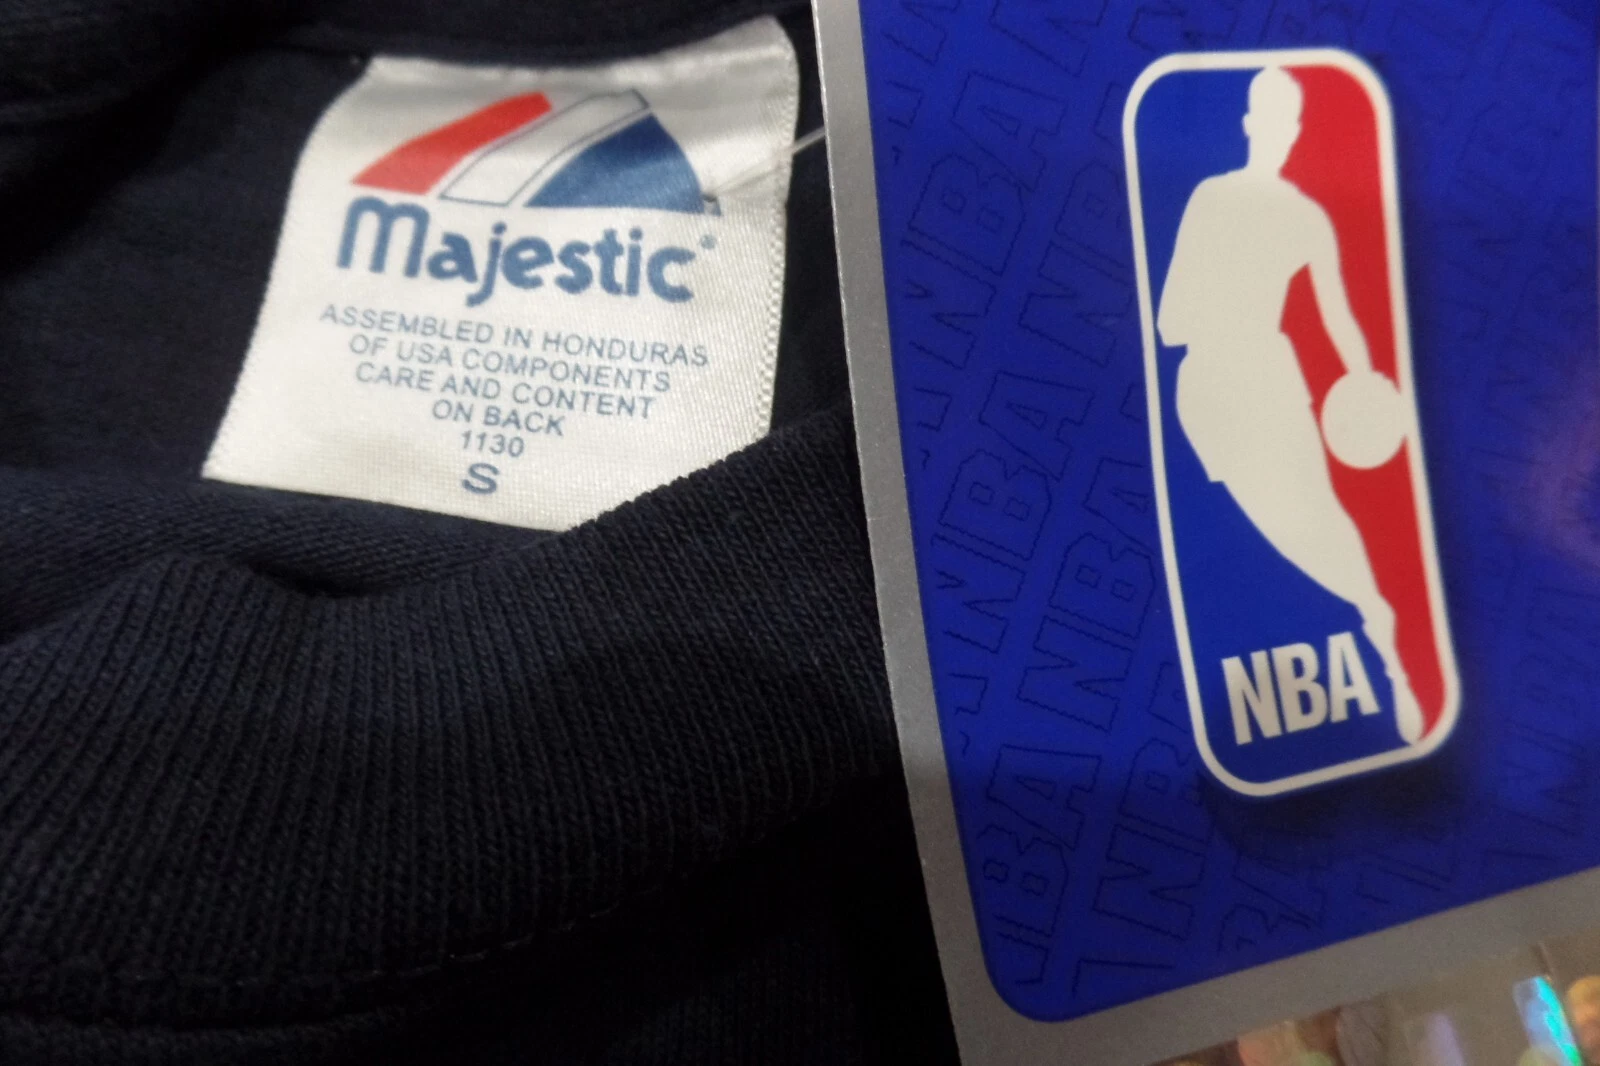 Majestic®
ASSEMBLED IN HONDURAS
OF USA COMPONENTS
CARE AND CONTENT
ON BACK
1130
S
NBA